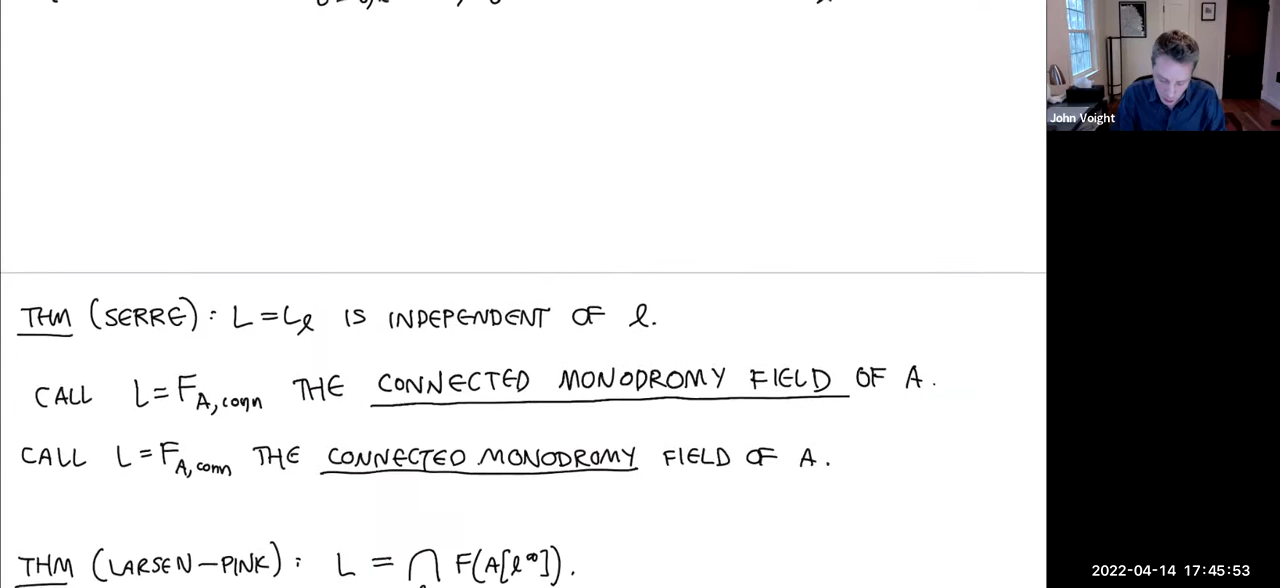 John Voight
THM (SERRE): L = L_ℓ IS INDEPENDENT OF ℓ.
CALL L = F_{A,conn} THE CONNECTED MONODROMY FIELD OF A.
CALL L = F_{A,conn} THE CONNECTED MONODROMY FIELD OF A.
THM (LARSEN–PINK): L = ⋂ F(A[ℓ^∞]).
2022-04-14 17:45:53